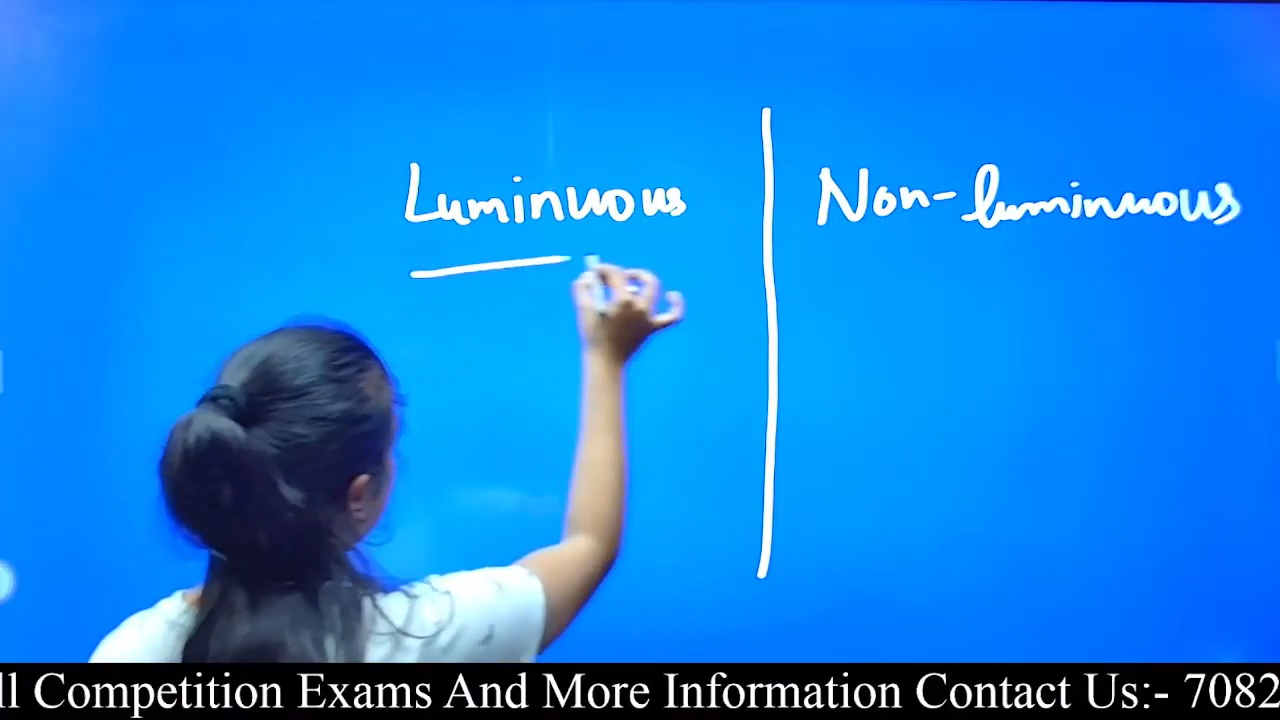 Luminuous
Non-luminuous
ll Competition Exams And More Information Contact Us:- 7082